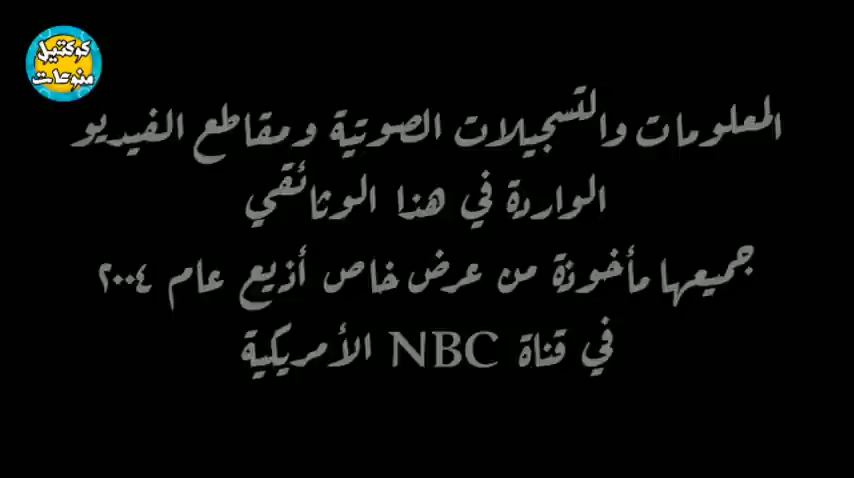 كوكتيل
منوعات
المعلومات والتسجيلات الصوتية ومقاطع الفيديو
الواردة في هذا الوثائقي
جميعها مأخوذة من عرض خاص أذيع عام ٢٠٠٤
في قناة NBC الأمريكية